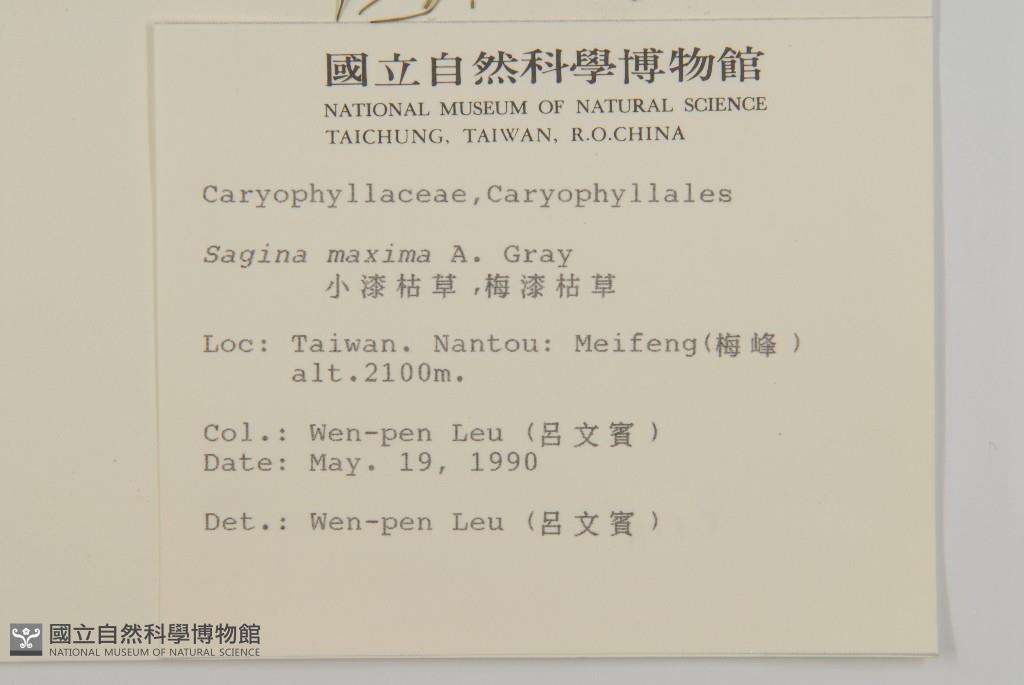 國立自然科學博物館
NATIONAL MUSEUM OF NATURAL SCIENCE
TAICHUNG, TAIWAN, R.O.CHINA
Caryophyllaceae,Caryophyllales
Sagina maxima A. Gray
小漆枯草,梅漆枯草
Loc: Taiwan. Nantou: Meifeng(梅峰)
alt.2100m.
Col.: Wen-pen Leu (呂文賓)
Date: May. 19, 1990
Det.: Wen-pen Leu (呂文賓)
國立自然科學博物館
NATIONAL MUSEUM OF NATURAL SCIENCE